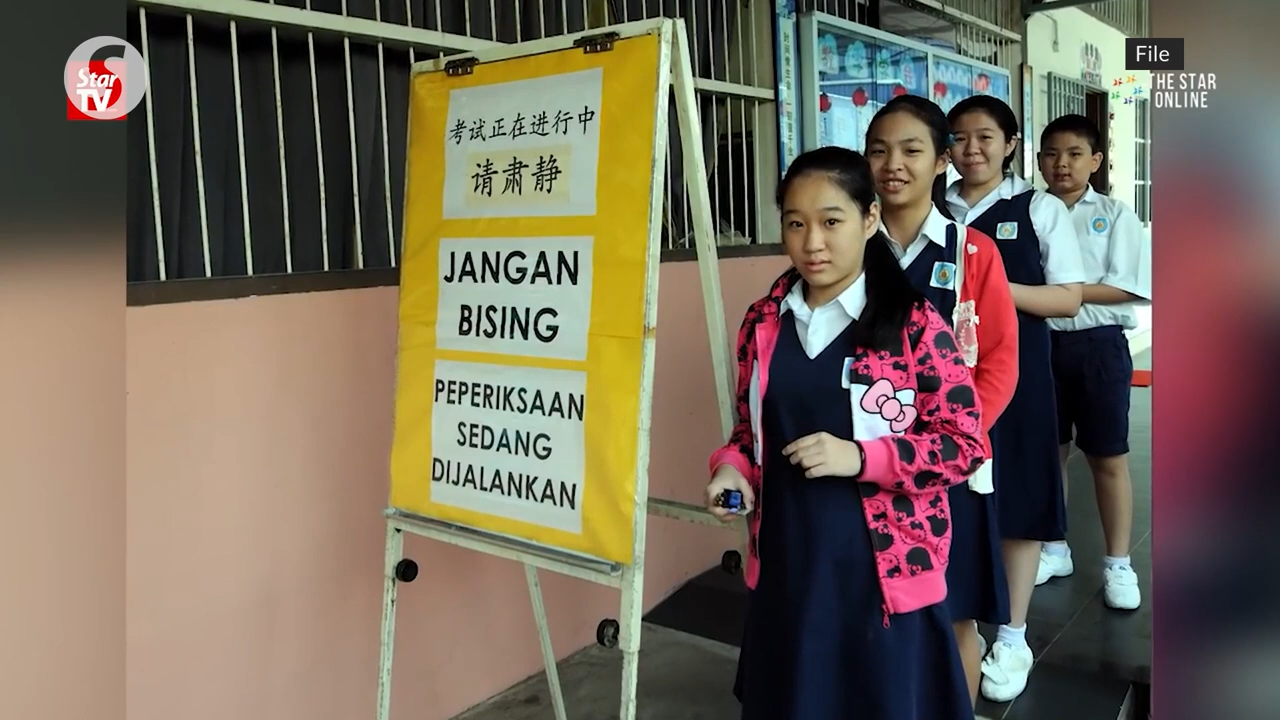 Star
TV
File
THE STAR
ONLINE
考试正在进行中
请肃静
JANGAN
BISING
PEPERIKSAAN
SEDANG
DIJALANKAN